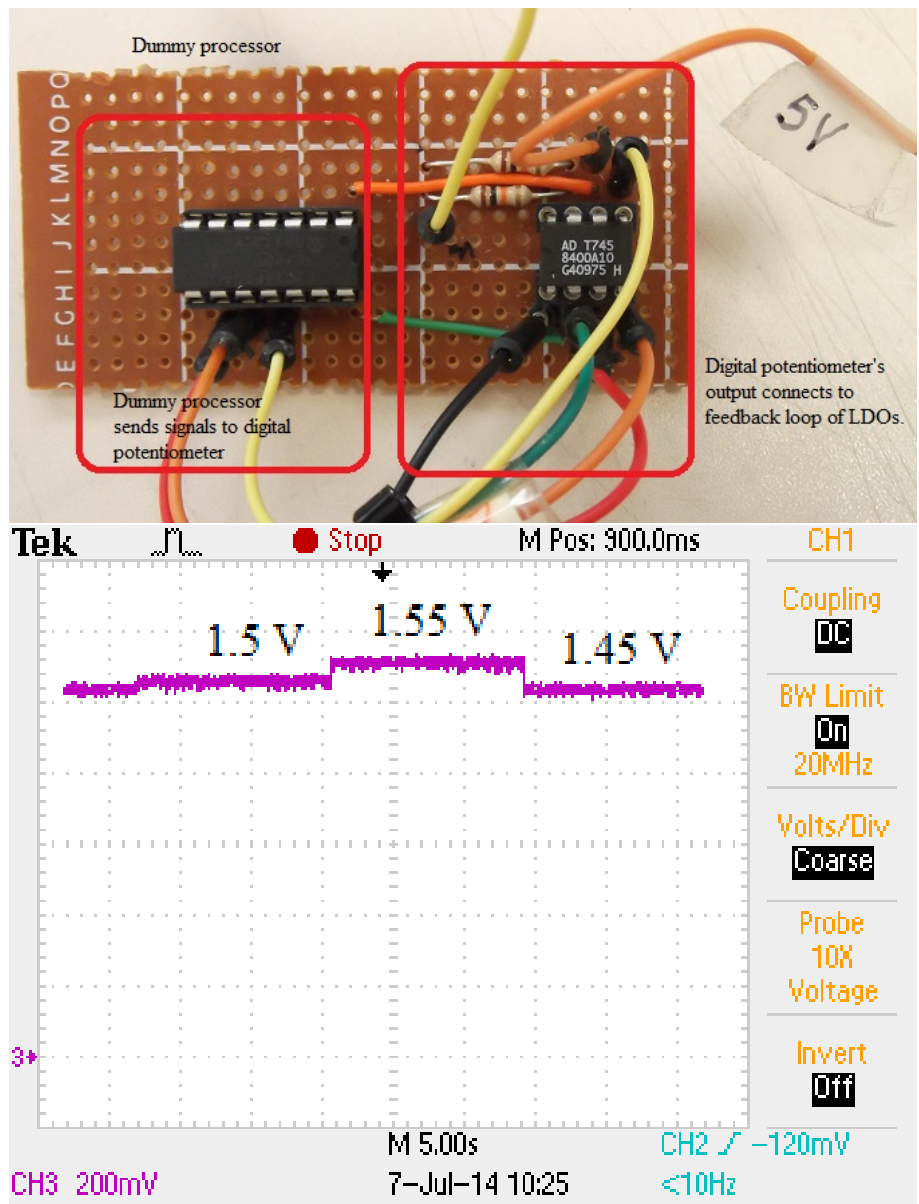 Dummy processor
5V
Q
P
O
N
M
L
K
J
I
H
G
F
E
D
AD T745
8400A10
G40975 H
Digital potentiometer's
output connects to
feedback loop of LDOs.
Dummy processor
sends signals to digital
potentiometer
Tek Stop M Pos: 900.0ms CH1
1.5 V 1.55 V 1.45 V
Coupling
DC
BW Limit
On
20MHz
Volts/Div
Coarse
Probe
10X
Voltage
Invert
Off
3
M 5.00s CH2 -120mV
CH3 200mV 7-Jul-14 10:25 <10Hz